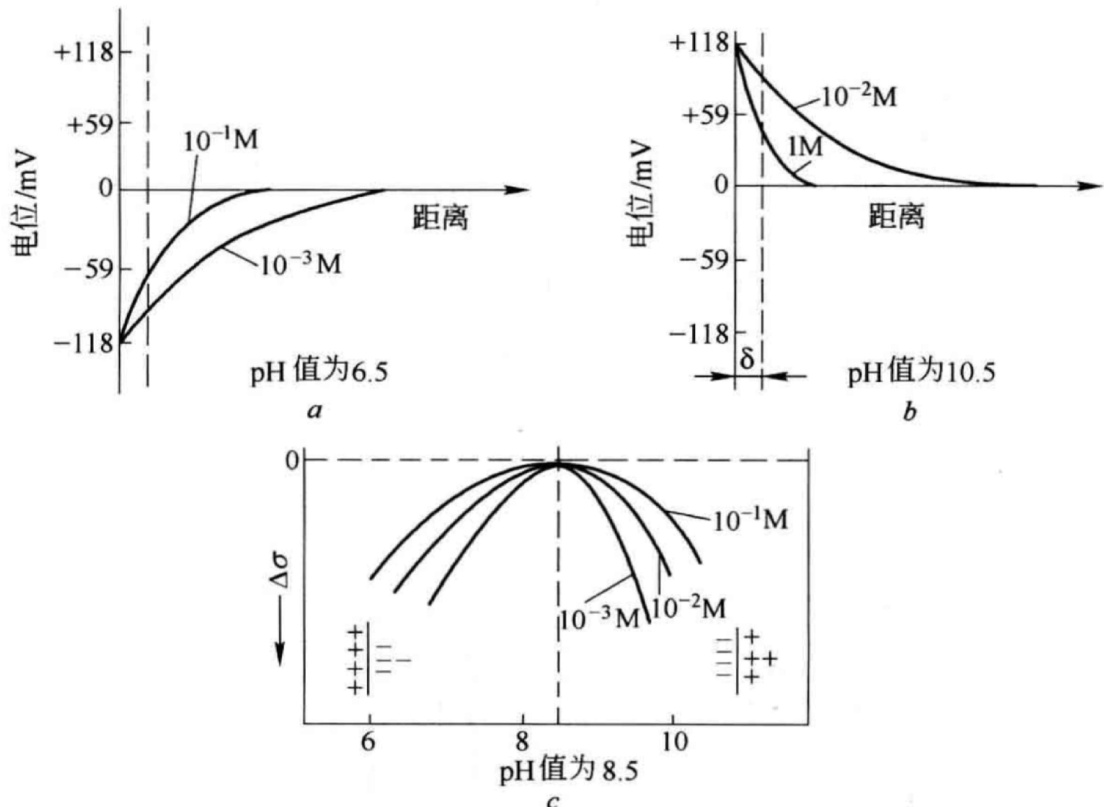 +118
+59
0
−59
−118
电位/mV
10⁻¹M
10⁻³M
距离
pH值为6.5
a
+118
+59
0
−59
−118
电位/mV
10⁻²M
1M
距离
δ
pH值为10.5
b
0
Δσ
10⁻¹M
10⁻²M
10⁻³M
+ + + +
− − − −
− − − −
+ + + +
6 8 10
pH值为8.5
c